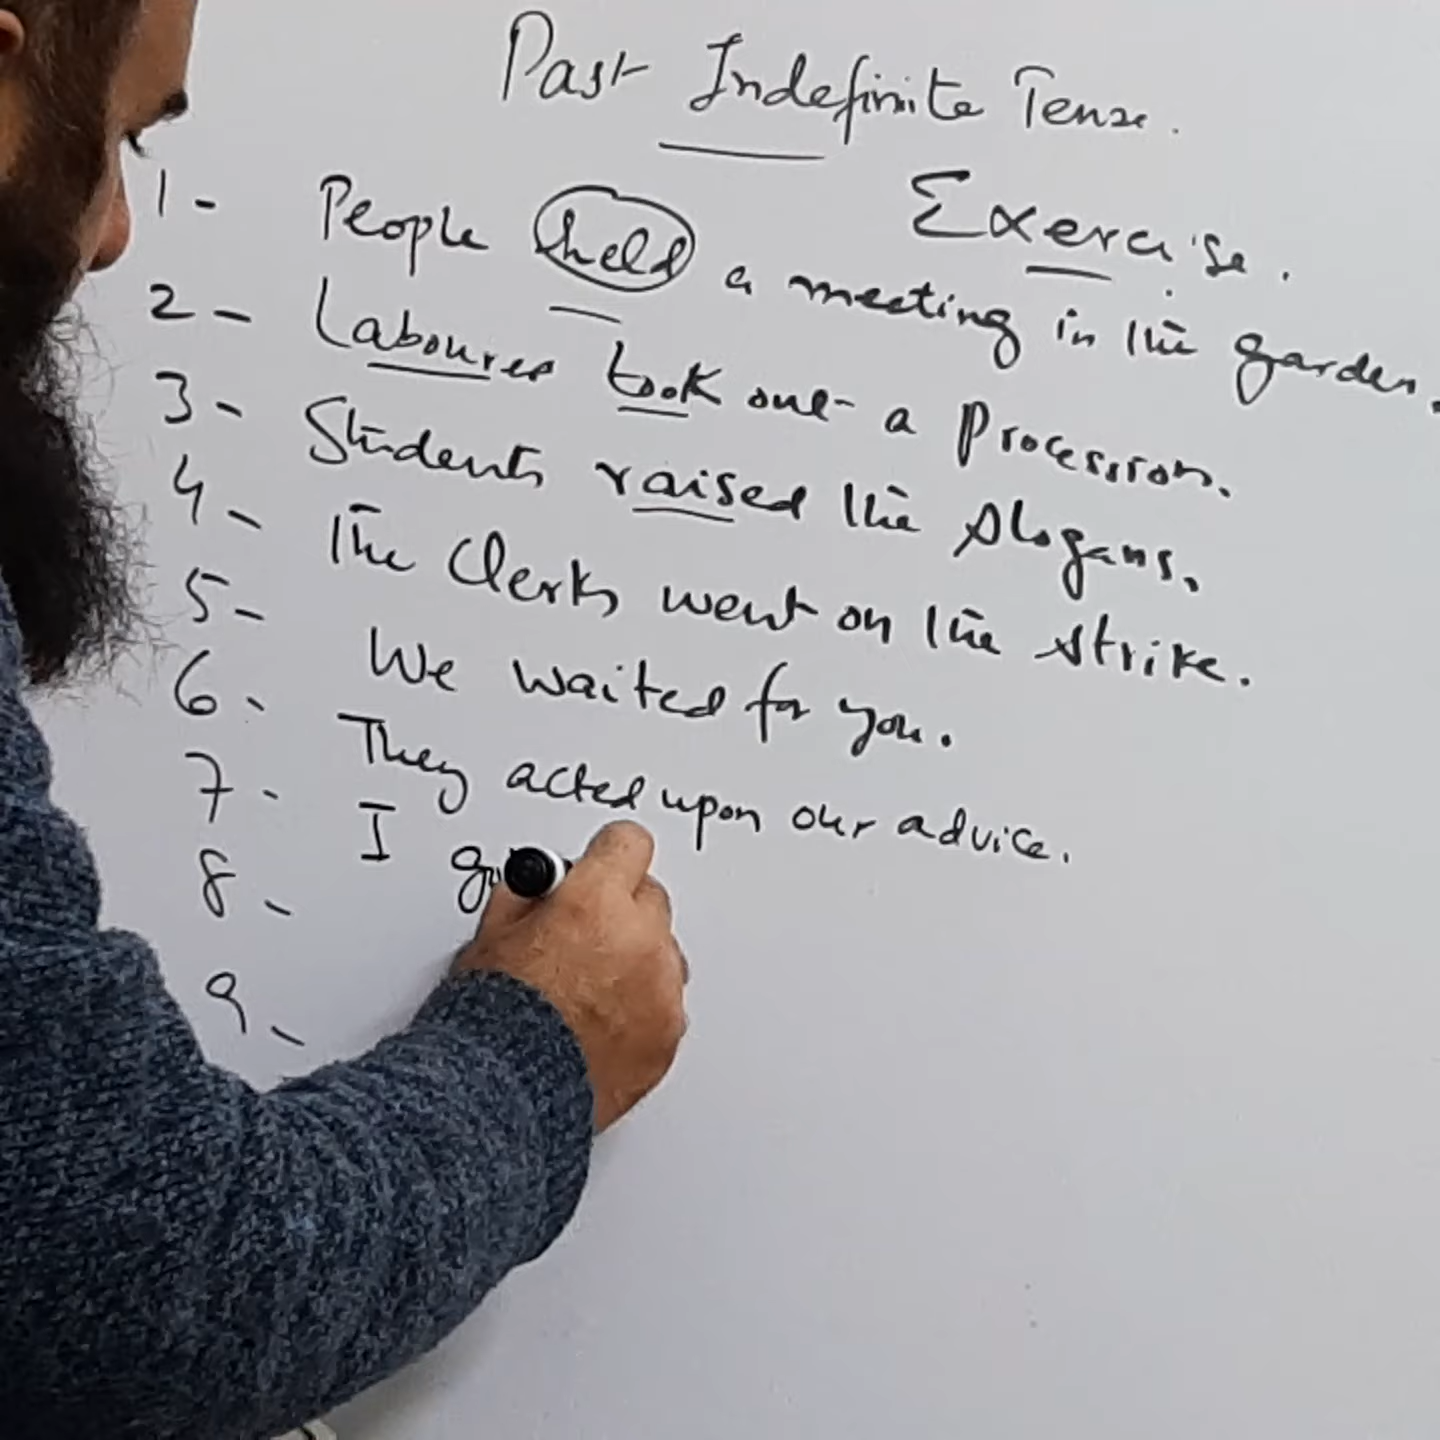 Past Indefinite Tense.
Exercise.
1- People held a meeting in the garden.
2- Laboures took out a Procession.
3- Students raised the slogans.
4- The Clerks went on the strike.
5- We waited for you.
6- They acted upon our advice.
7- I
8-
9-